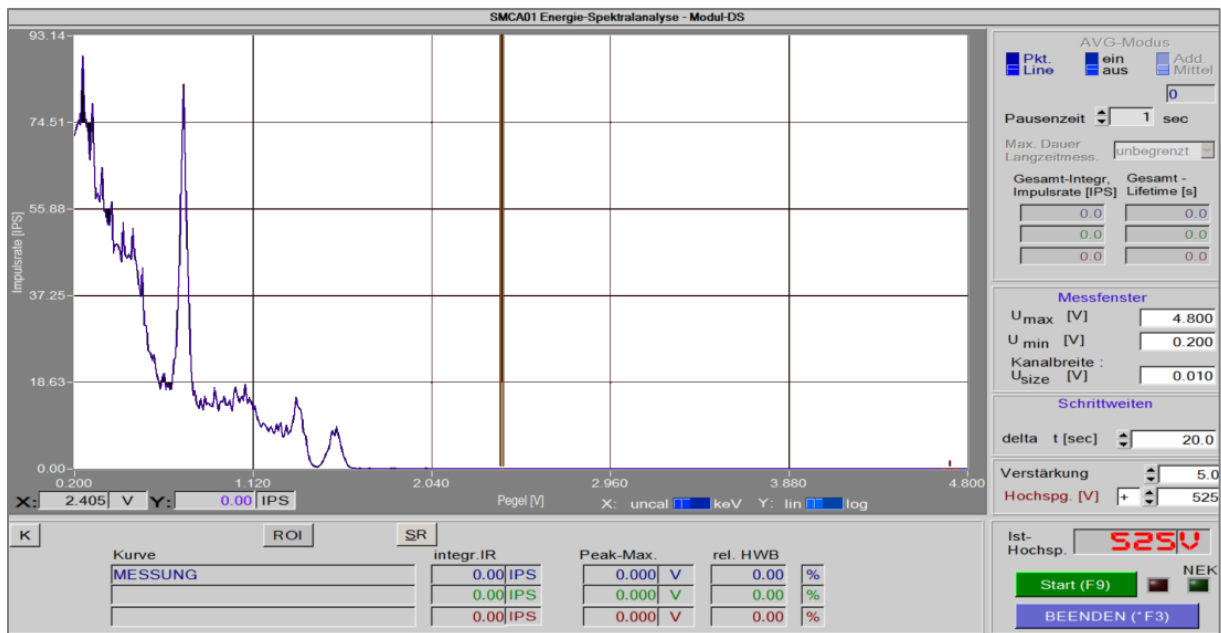 SMCA01 Energie-Spektralanalyse - Modul-DS
93.14
74.51
55.88
37.25
18.63
0.00
Impulsrate [IPS]
0.200 1.120 2.040 2.960 3.880 4.800
Pegel [V]
X: 2.405 V Y: 0.00 IPS
X: uncal keV Y: lin log
AVG-Modus
Pkt. ein Add.
Line aus Mittel
0
Pausenzeit 1 sec
Max. Dauer
Langzeitmess. unbegrenzt
Gesamt-Integr, Gesamt -
Impulsrate [IPS] Lifetime [s]
0.0 0.0
0.0 0.0
0.0 0.0
Messfenster
Umax [V] 4.800
U min [V] 0.200
Kanalbreite :
Usize [V] 0.010
Schrittweiten
delta t [sec] 20.0
Verstärkung 5.0
Hochspg. [V] + 525
K ROI SR
Kurve integr.IR Peak-Max. rel. HWB
MESSUNG 0.00 IPS 0.000 V 0.00 %
0.00 IPS 0.000 V 0.00 %
0.00 IPS 0.000 V 0.00 %
Ist-
Hochsp. 525V
NEK
Start (F9)
BEENDEN (^F3)